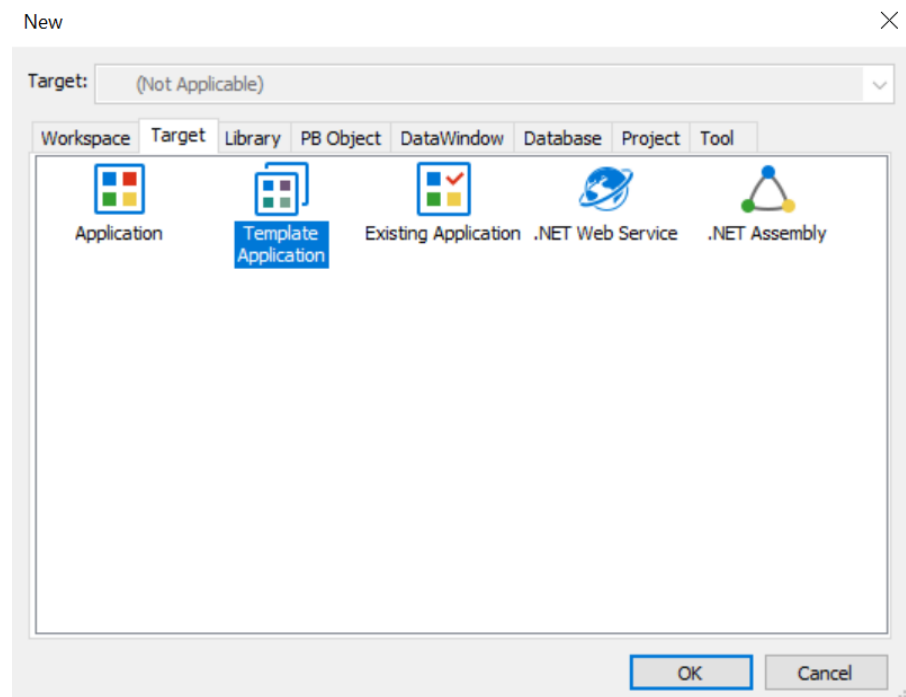 New
Target: (Not Applicable)
Workspace Target Library PB Object DataWindow Database Project Tool
Application
Template
Application
Existing Application
.NET Web Service
.NET Assembly
OK Cancel